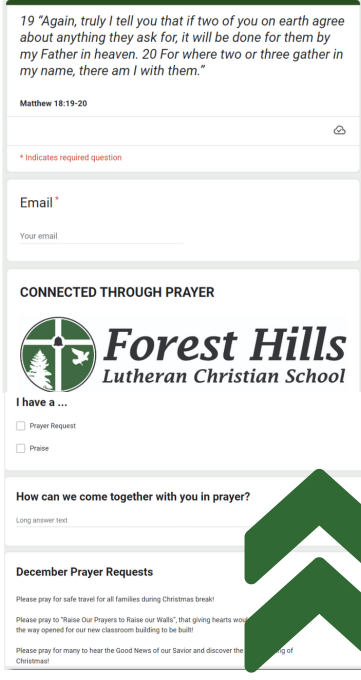 19 “Again, truly I tell you that if two of you on earth agree
about anything they ask for, it will be done for them by
my Father in heaven. 20 For where two or three gather in
my name, there am I with them.”
Matthew 18:19-20
* Indicates required question
Email *
Your email
CONNECTED THROUGH PRAYER
Forest Hills
Lutheran Christian School
I have a ...
Prayer Request
Praise
How can we come together with you in prayer?
Long answer text
December Prayer Requests
Please pray for safe travel for all families during Christmas break!
Please pray to "Raise Our Prayers to Raise our Walls", that giving hearts
the way opened for our new classroom building to be built!
Please pray for many to hear the Good News of our Savior and discover the of
Christmas!